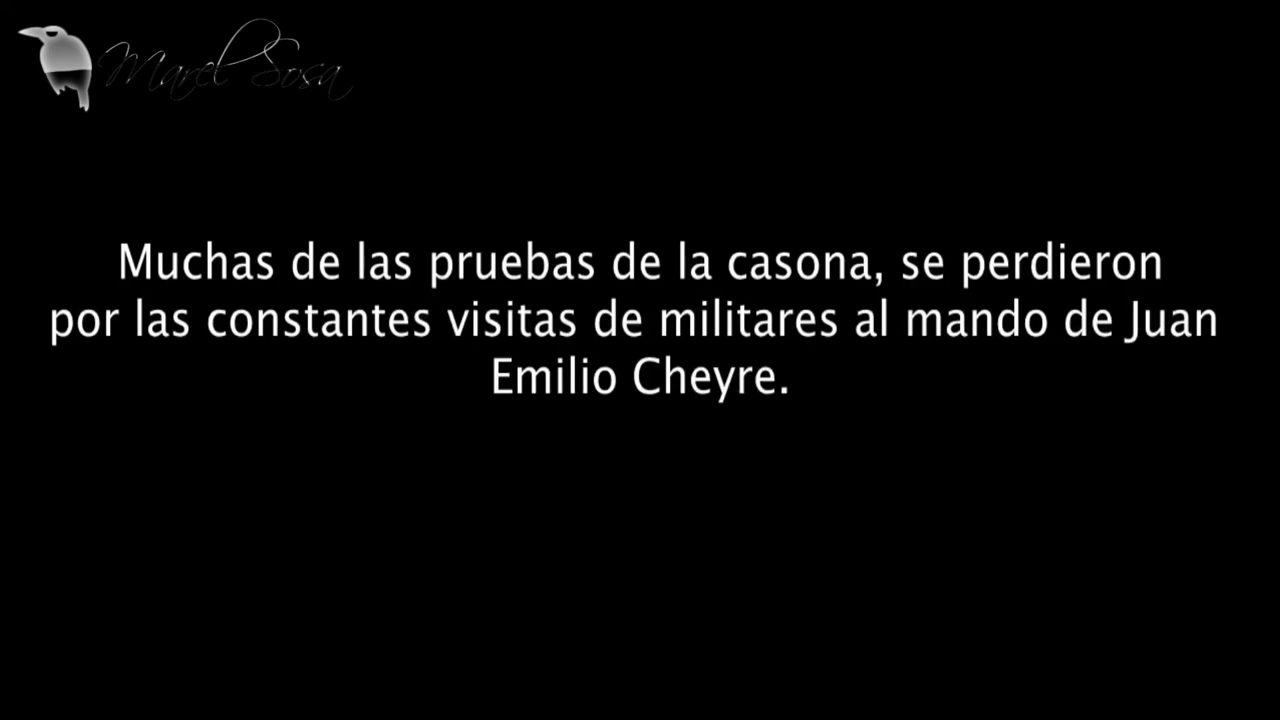 Marel Sosa
Muchas de las pruebas de la casona, se perdieron
por las constantes visitas de militares al mando de Juan
Emilio Cheyre.